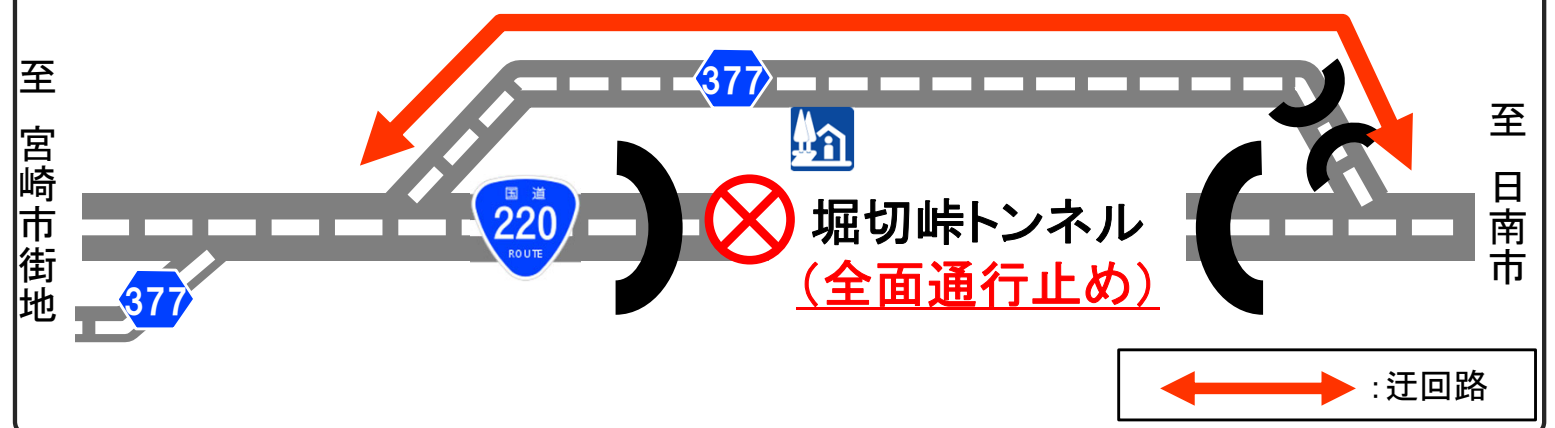 至 宮崎市街地
377
国道
220
ROUTE
377
堀切峠トンネル
（全面通行止め）
至 日南市
：迂回路